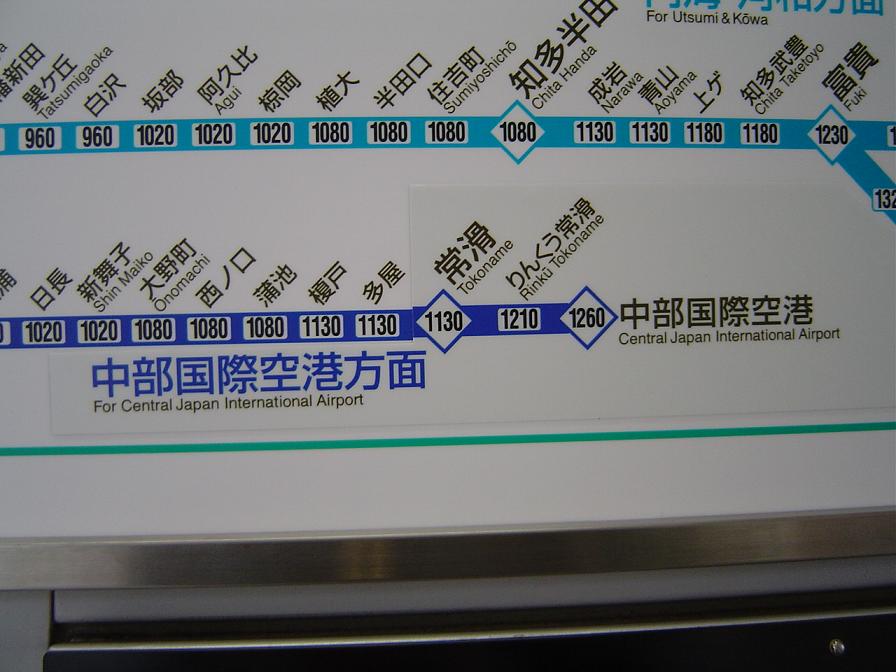 For Utsumi & Kōwa
巽ケ丘
Tatsumigaoka
白沢
坂部
阿久比
Agui
椋岡
植大
半田口
住吉町
Sumiyoshichō
知多半田
Chita Handa
成岩
Narawa
青山
Aoyama
上ゲ
知多武豊
Chita Taketoyo
富貴
Fuki
960 960 1020 1020 1020 1080 1080 1080 1080 1130 1130 1180 1180 1230
日長
新舞子
Shin Maiko
大野町
Onomachi
西ノ口
蒲池
榎戸
多屋
常滑
Tokoname
りんくう常滑
Rinkū Tokoname
1020 1020 1080 1080 1080 1130 1130 1130 1210 1260
中部国際空港
Central Japan International Airport
中部国際空港方面
For Central Japan International Airport